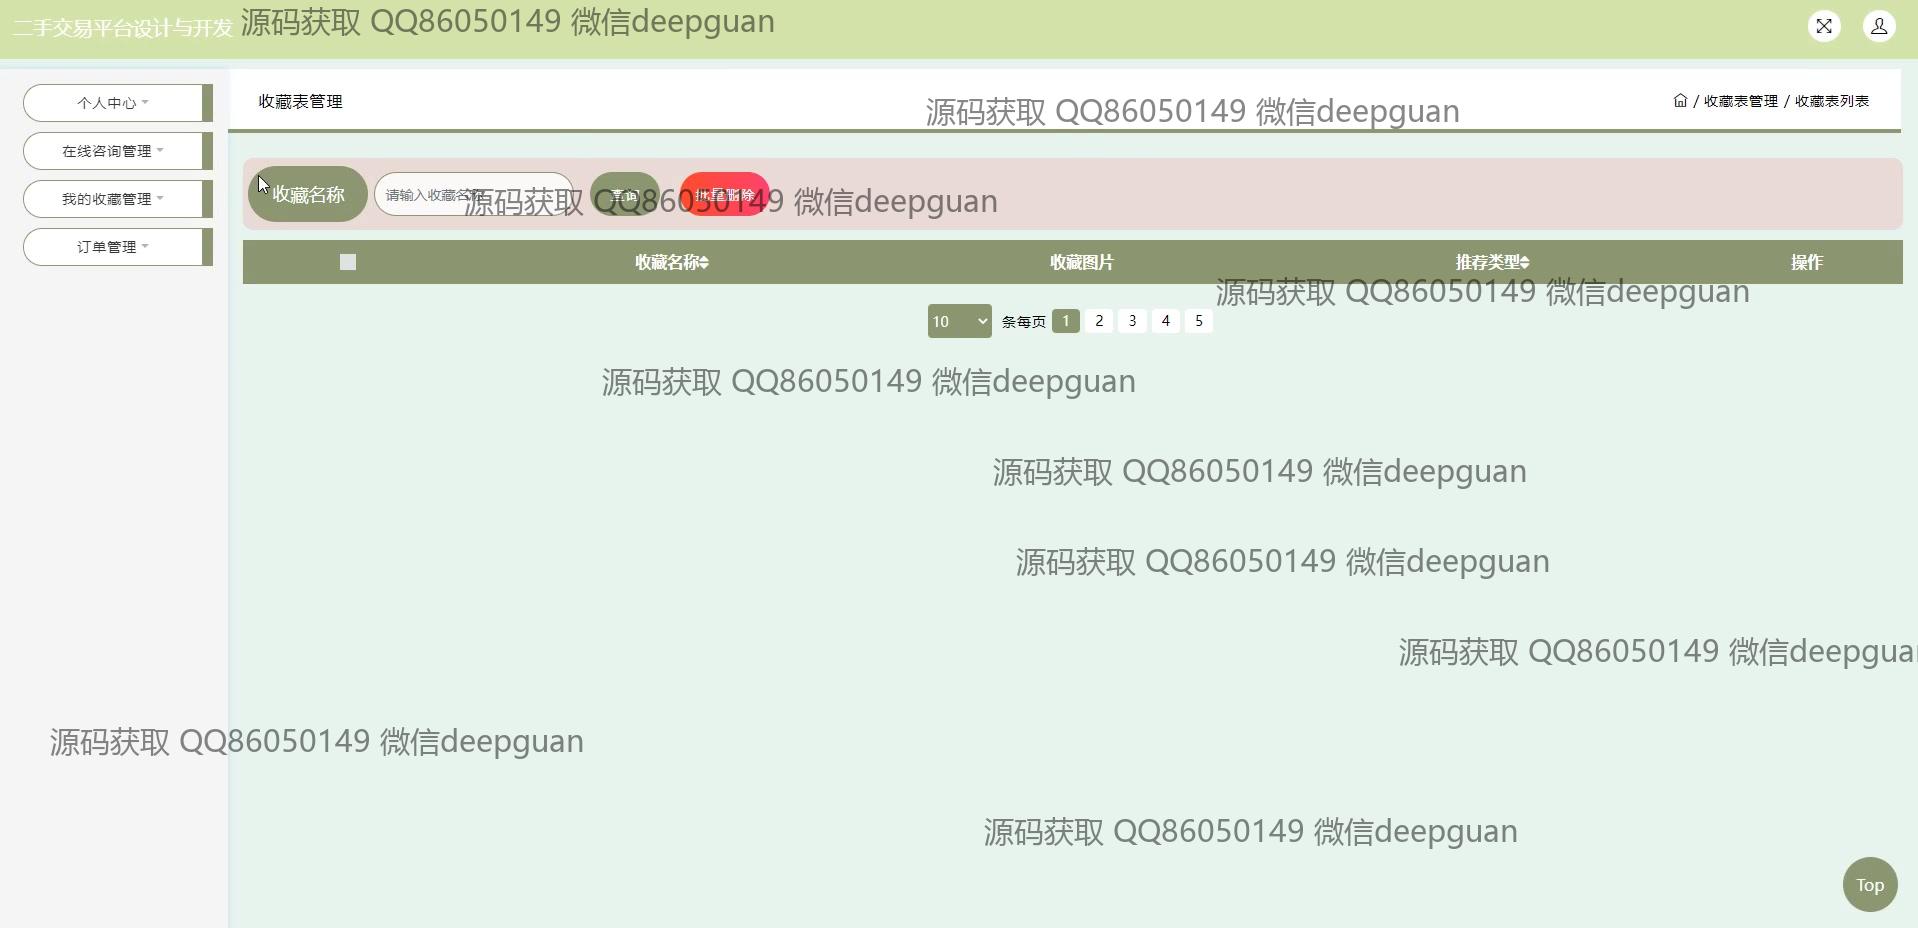 二手交易平台设计与开发
源码获取 QQ86050149 微信deepguan
个人中心
在线咨询管理
我的收藏管理
订单管理
收藏表管理
/ 收藏表管理 / 收藏表列表
源码获取 QQ86050149 微信deepguan
收藏名称
请输入收藏名称
查询
批量删除
源码获取 QQ86050149 微信deepguan
收藏名称 收藏图片 推荐类型 操作
源码获取 QQ86050149 微信deepguan
10 条每页 1 2 3 4 5
源码获取 QQ86050149 微信deepguan
源码获取 QQ86050149 微信deepguan
源码获取 QQ86050149 微信deepguan
源码获取 QQ86050149 微信deepgua
源码获取 QQ86050149 微信deepguan
源码获取 QQ86050149 微信deepguan
Top